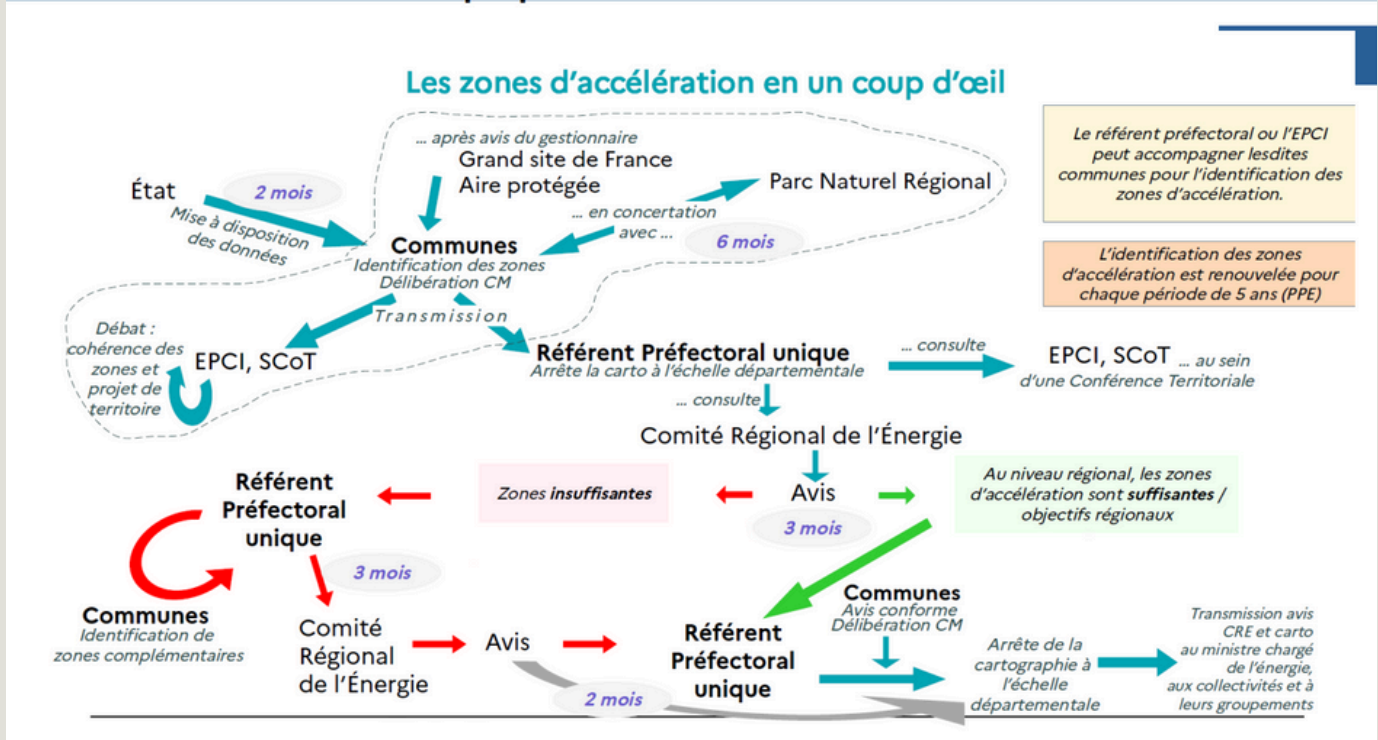 Les zones d'accélération en un coup d'œil
... après avis du gestionnaire
Grand site de France
Aire protégée
Parc Naturel Régional
État
2 mois
Mise à disposition
des données
... en concertation
avec ...
6 mois
Communes
Identification des zones
Délibération CM
Transmission
Le référent préfectoral ou l'EPCI
peut accompagner lesdites
communes pour l'identification des
zones d'accélération.
L'identification des zones
d'accélération est renouvelée pour
chaque période de 5 ans (PPE)
Débat :
cohérence des
zones et
projet de
territoire
EPCI, SCoT
Référent Préfectoral unique
Arrête la carto à l'échelle départementale
... consulte
EPCI, SCoT ... au sein
d'une Conférence Territoriale
... consulte
Comité Régional de l'Énergie
Avis
3 mois
Zones insuffisantes
Au niveau régional, les zones
d'accélération sont suffisantes /
objectifs régionaux
Référent
Préfectoral
unique
3 mois
Communes
Identification de
zones complémentaires
Comité
Régional
de l'Énergie
Avis
2 mois
Référent
Préfectoral
unique
Communes
Avis conforme
Délibération CM
Arrête de la
cartographie à
l'échelle
départementale
Transmission avis
CRE et carto
au ministre chargé
de l'énergie,
aux collectivités et à
leurs groupements